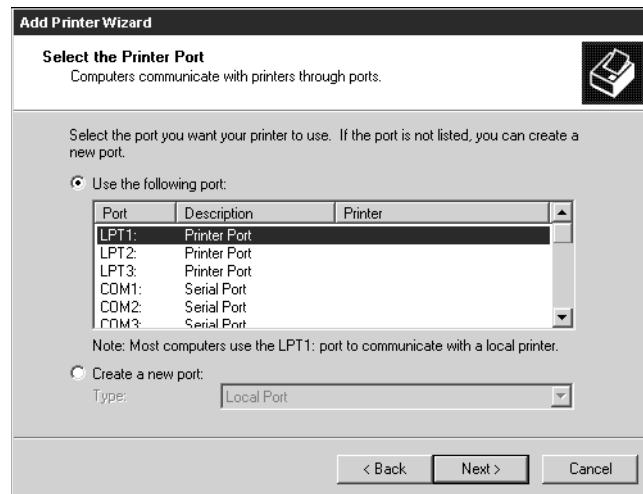 Add Printer Wizard
Select the Printer Port
Computers communicate with printers through ports.
Select the port you want your printer to use. If the port is not listed, you can create a
new port.
Use the following port:
Port Description Printer
LPT1: Printer Port
LPT2: Printer Port
LPT3: Printer Port
COM1: Serial Port
COM2: Serial Port
COM3: Serial Port
Note: Most computers use the LPT1: port to communicate with a local printer.
Create a new port:
Type: Local Port
< Back Next > Cancel